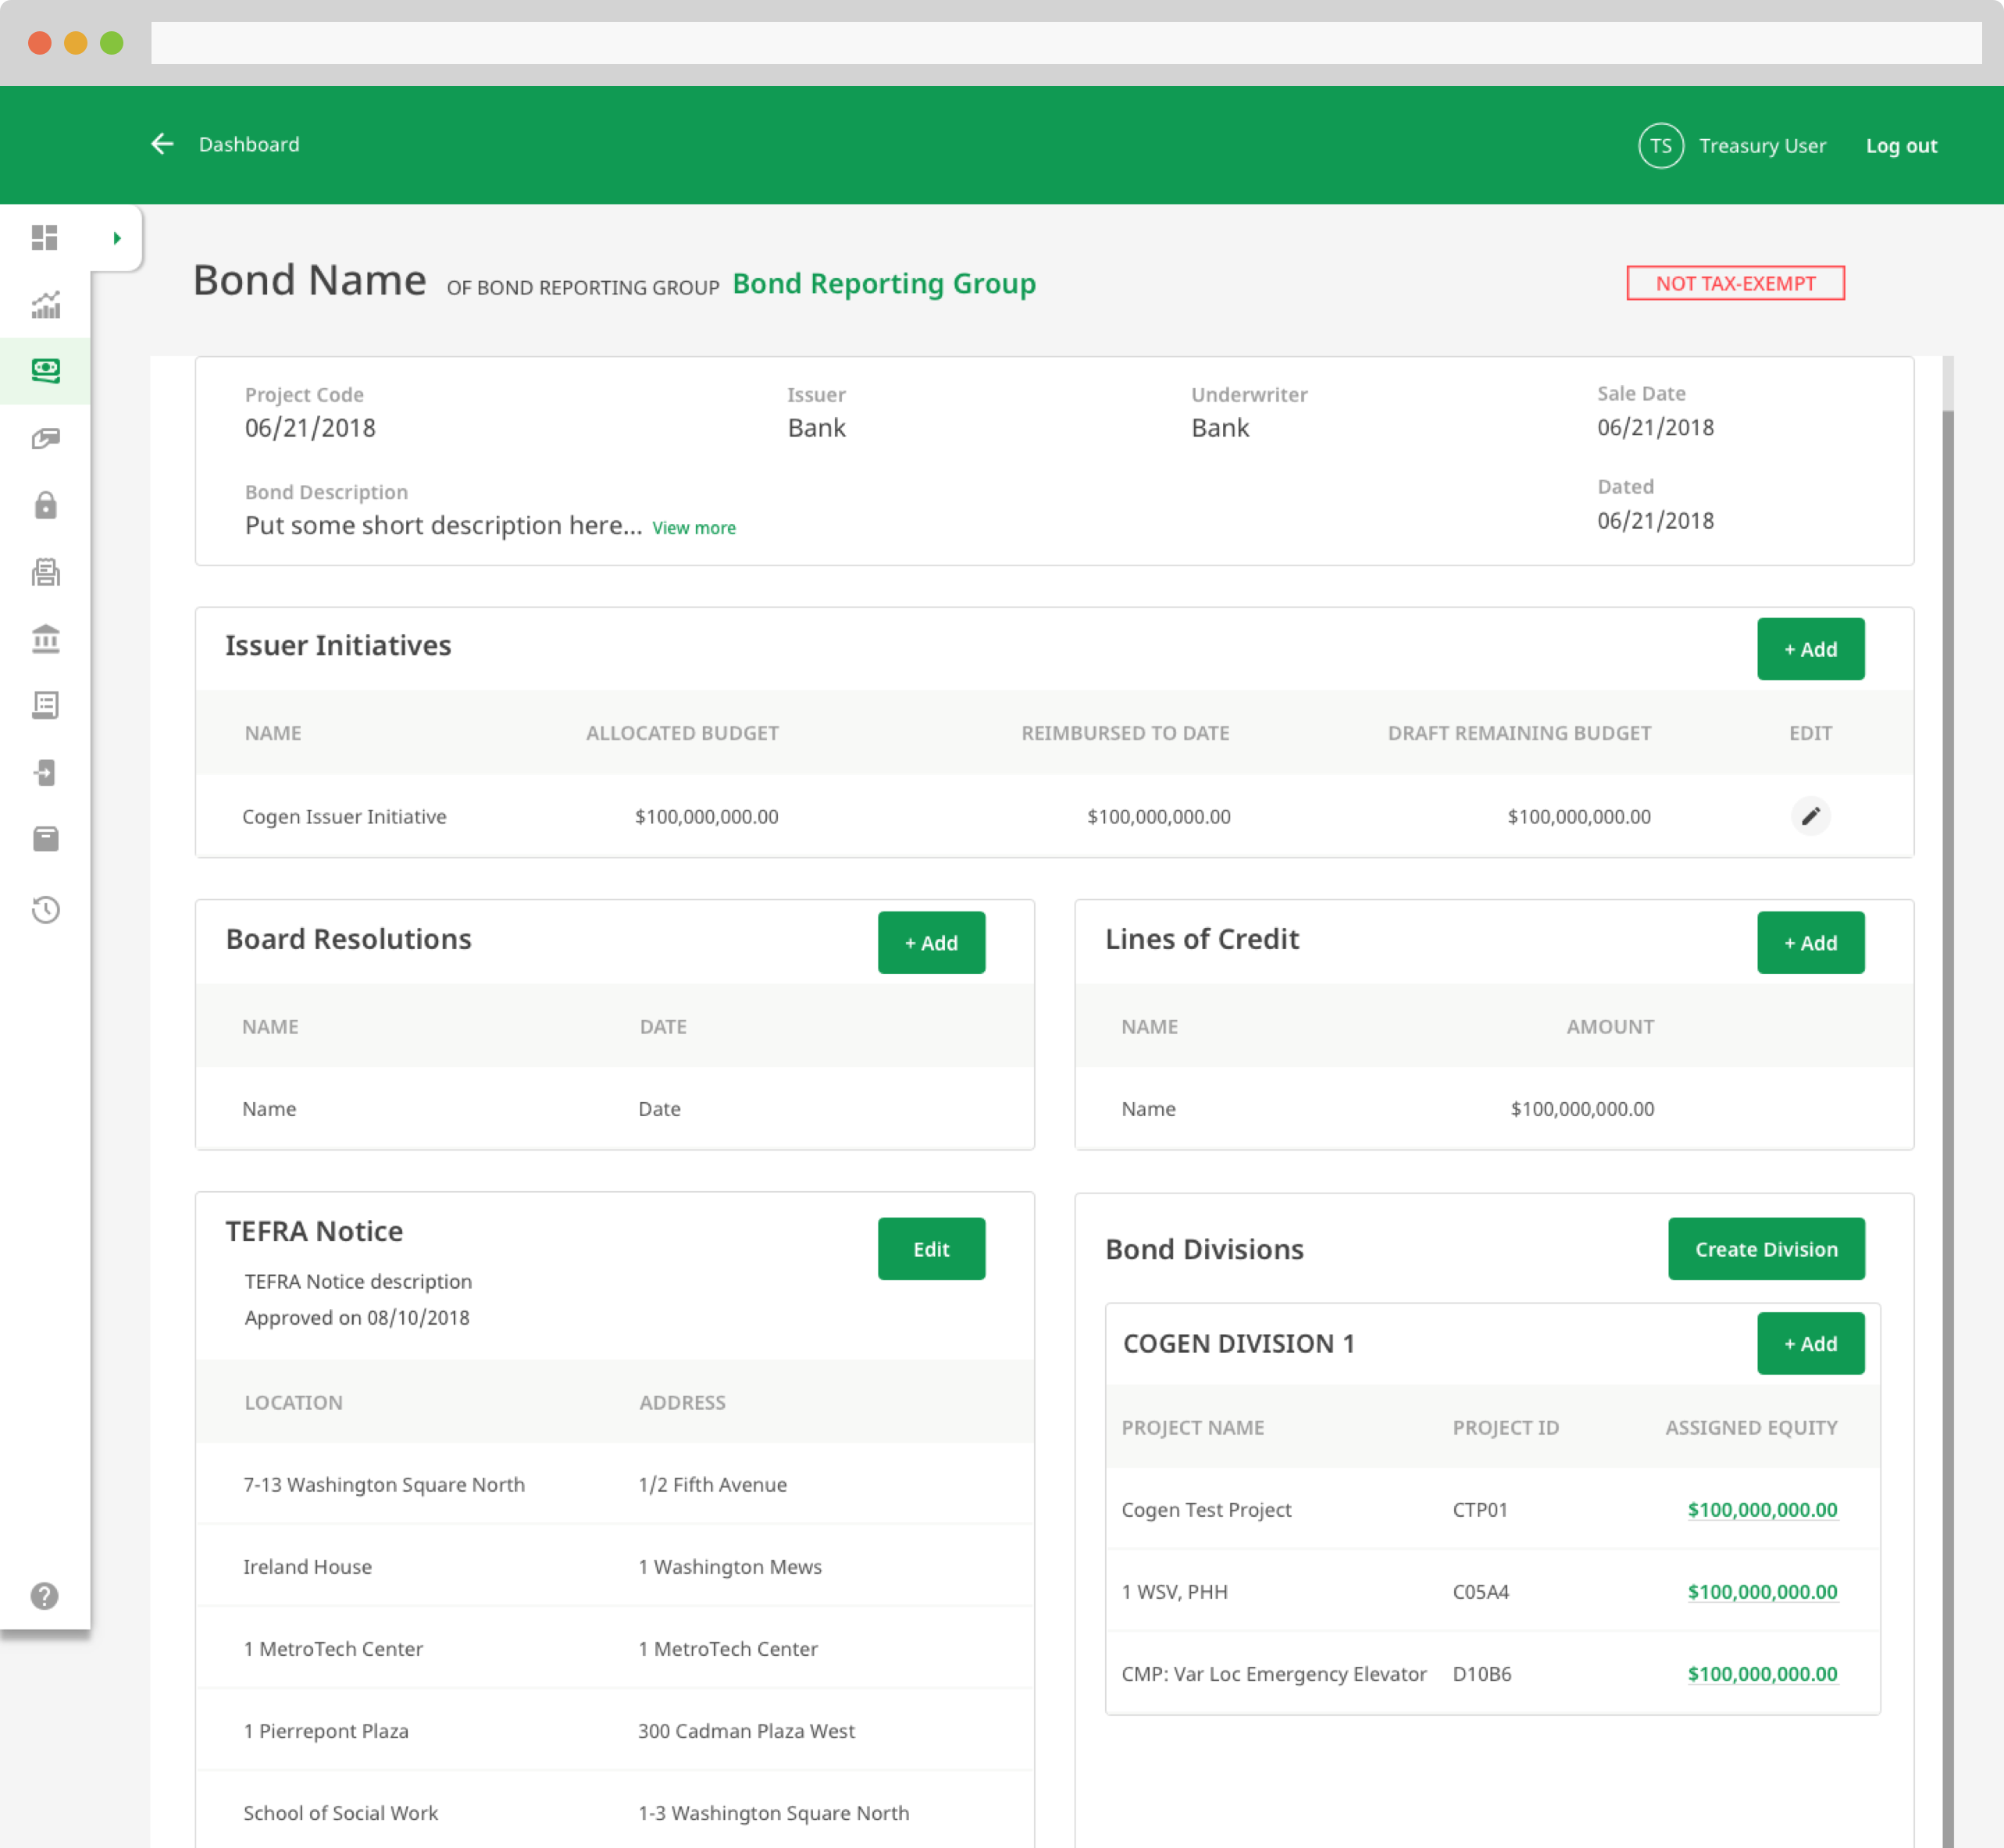 Dashboard
TS Treasury User Log out
Bond Name OF BOND REPORTING GROUP Bond Reporting Group
NOT TAX-EXEMPT
Project Code Issuer Underwriter Sale Date
06/21/2018 Bank Bank 06/21/2018
Bond Description Dated
Put some short description here... View more 06/21/2018
Issuer Initiatives + Add
NAME ALLOCATED BUDGET REIMBURSED TO DATE DRAFT REMAINING BUDGET EDIT
Cogen Issuer Initiative $100,000,000.00 $100,000,000.00 $100,000,000.00
Board Resolutions + Add
NAME DATE
Name Date
Lines of Credit + Add
NAME AMOUNT
Name $100,000,000.00
TEFRA Notice Edit
TEFRA Notice description
Approved on 08/10/2018
LOCATION ADDRESS
7-13 Washington Square North 1/2 Fifth Avenue
Ireland House 1 Washington Mews
1 MetroTech Center 1 MetroTech Center
1 Pierrepont Plaza 300 Cadman Plaza West
School of Social Work 1-3 Washington Square North
Bond Divisions Create Division
COGEN DIVISION 1 + Add
PROJECT NAME PROJECT ID ASSIGNED EQUITY
Cogen Test Project CTP01 $100,000,000.00
1 WSV, PHH C05A4 $100,000,000.00
CMP: Var Loc Emergency Elevator D10B6 $100,000,000.00